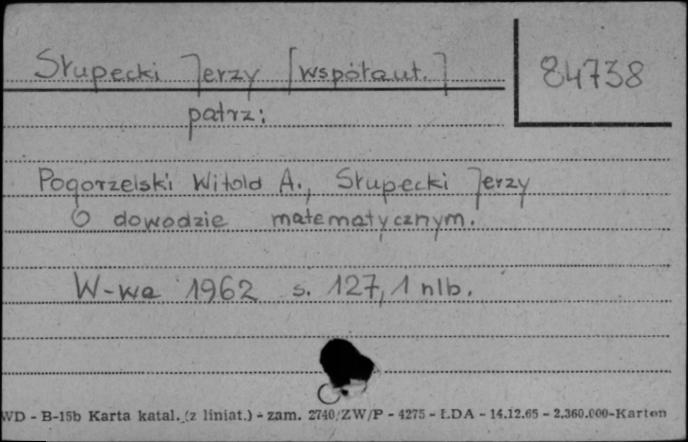 Słupecki Jerzy [współaut.]
84738
patrz:
Pogorzelski Witold A., Słupecki Jerzy
O dowodzie matematycznym.
W-wa 1962 s. 127, 1 nlb.
WD - B-15b Karta katal. (z liniat.) - zam. 2740/ZW/P - 4275 - ŁDA - 14.12.65 - 2.360.000-Karton